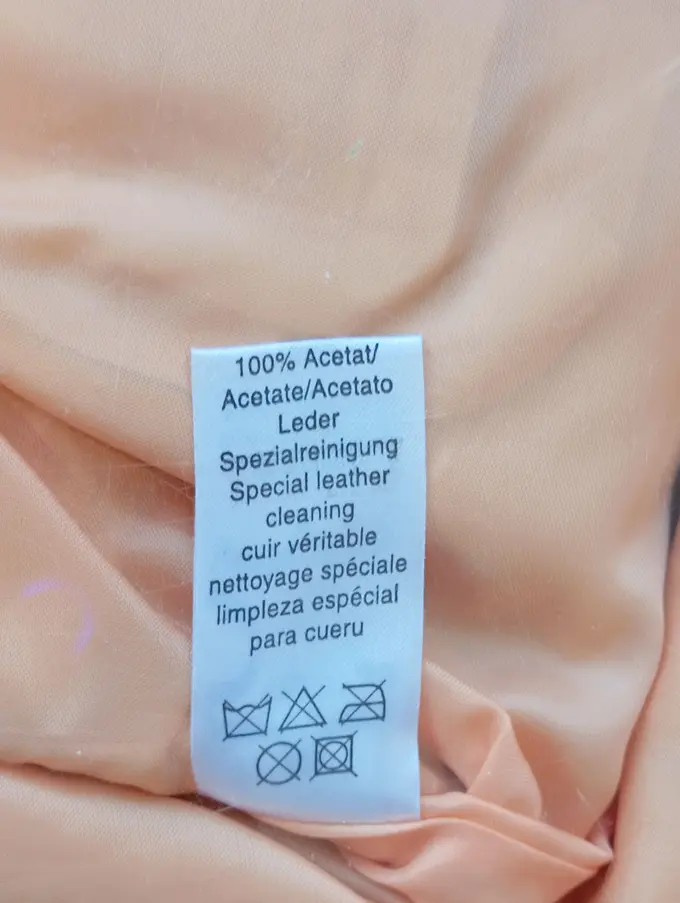 100% Acetat/
Acetate/Acetato
Leder
Spezialreinigung
Special leather
cleaning
cuir véritable
nettoyage spéciale
limpleza espécial
para cueru